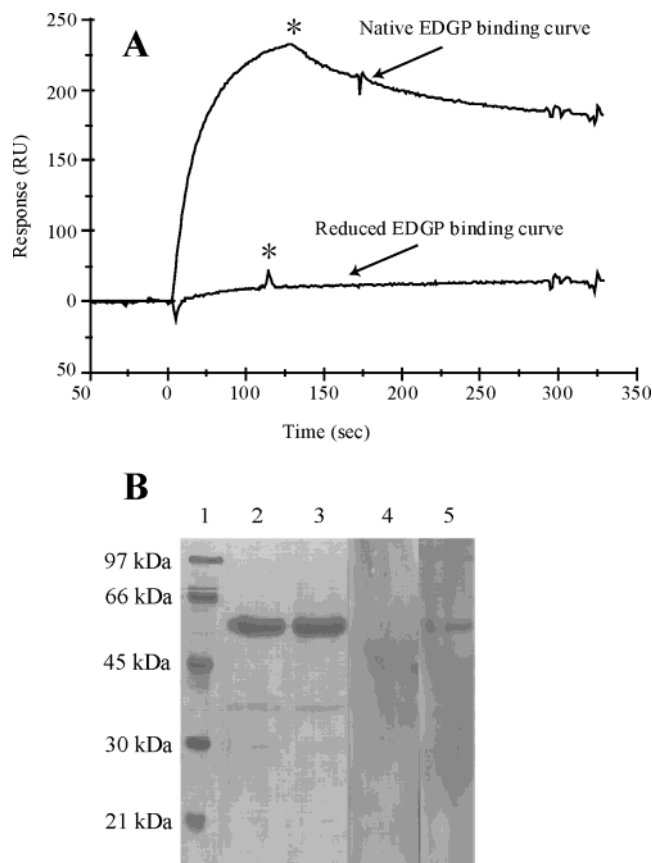 A
*
Native EDGP binding curve
250
200
250
100
50
0
50
Response (RU)
*
Reduced EDGP binding curve
50
0
50
100
150
200
250
300
350
Time (sec)
B
1 2 3 4 5
97 kDa
66 kDa
45 kDa
30 kDa
21 kDa